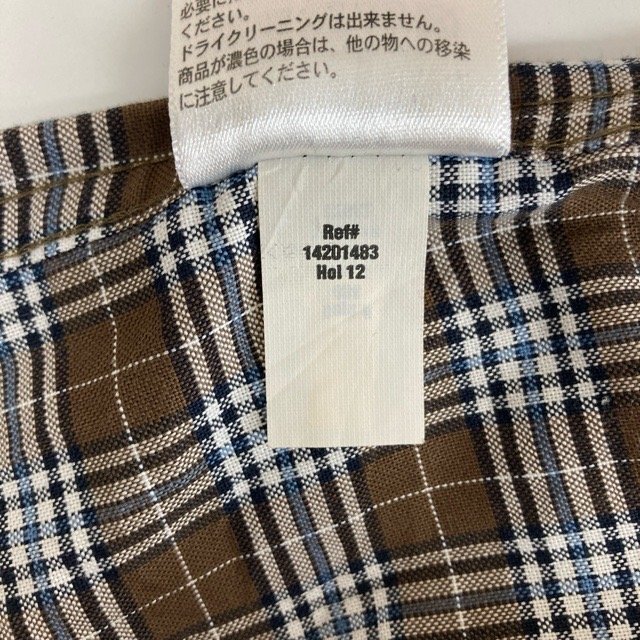 ください。
ドライクリーニングは出来ません。
商品が濃色の場合は、他の物への移染
に注意してください。
Ref#
14201483
Hol 12